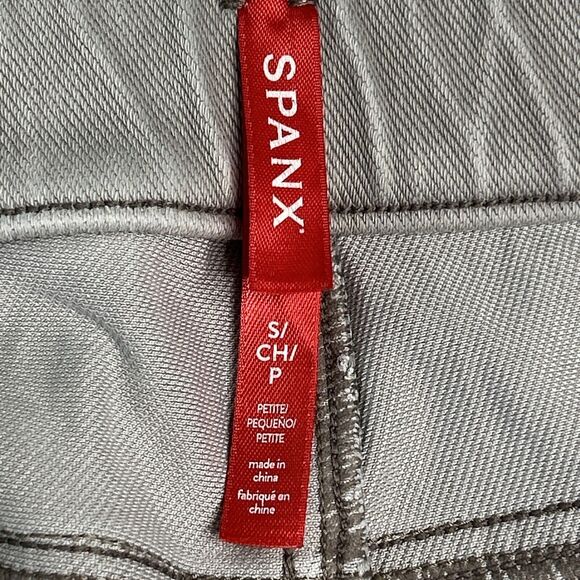 SPANX
S/
CH/
P
PETITE/
PEQUEÑO/
PETITE
made in
china
fabriqué en
chine